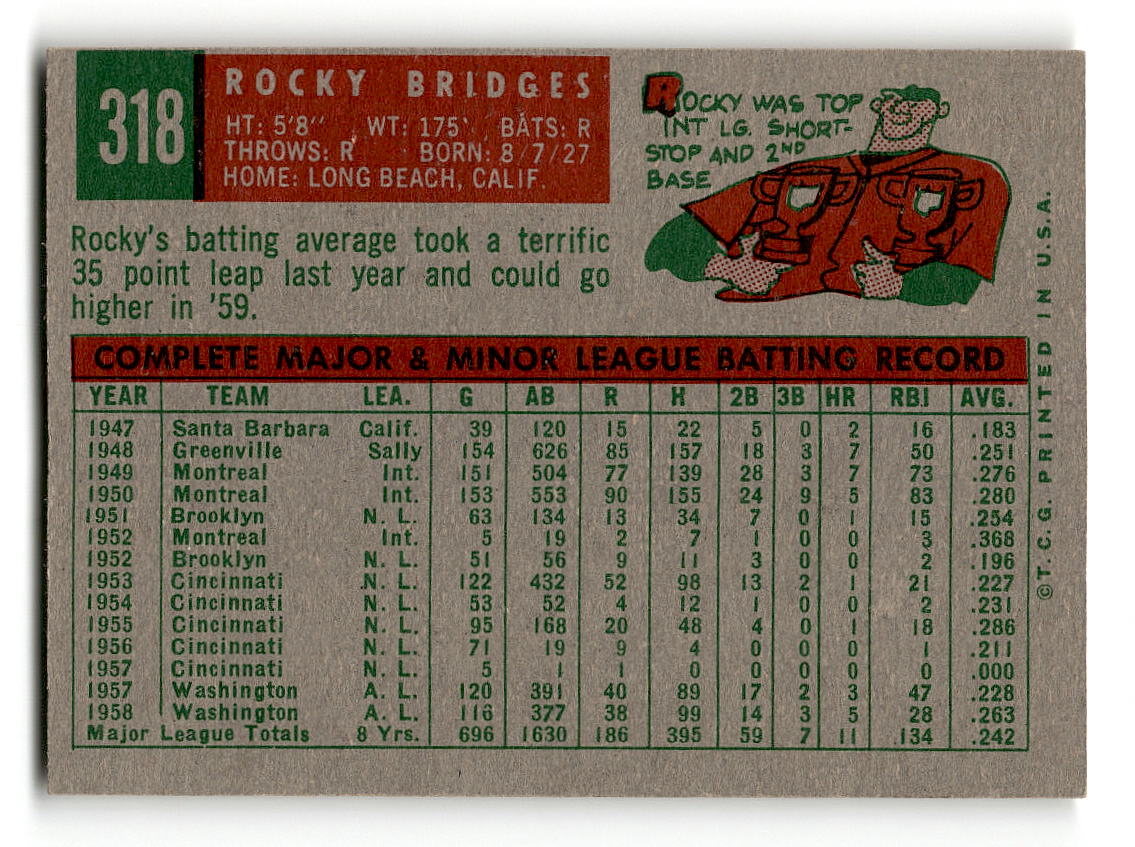 318
ROCKY BRIDGES
HT: 5'8" WT: 175 BATS: R
THROWS: R BORN: 8/7/27
HOME: LONG BEACH, CALIF.
ROCKY WAS TOP
INT LG. SHORT-
STOP AND 2ND
BASE
Rocky's batting average took a terrific
35 point leap last year and could go
higher in '59.
COMPLETE MAJOR & MINOR LEAGUE BATTING RECORD
YEAR TEAM LEA. G AB R H 2B 3B HR RBI AVG.
1947 Santa Barbara Calif. 39 120 15 22 5 0 2 16 .183
1948 Greenville Sally 154 626 85 157 18 3 7 50 .251
1949 Montreal Int. 151 504 77 139 28 3 7 73 .276
1950 Montreal Int. 153 553 90 155 24 9 5 83 .280
1951 Brooklyn N. L. 63 134 13 34 7 0 1 15 .254
1952 Montreal Int. 5 19 2 7 1 0 0 3 .368
1952 Brooklyn N. L. 51 56 9 11 3 0 0 2 .196
1953 Cincinnati N. L. 122 432 52 98 13 2 1 21 .227
1954 Cincinnati N. L. 53 52 4 12 1 0 0 2 .231
1955 Cincinnati N. L. 95 168 20 48 4 0 1 18 .286
1956 Cincinnati N. L. 71 19 9 4 0 0 0 1 .211
1957 Cincinnati N. L. 5 1 1 0 0 0 0 0 .000
1957 Washington A. L. 120 391 40 89 17 2 3 47 .228
1958 Washington A. L. 116 377 38 99 14 3 5 28 .263
Major League Totals 8 Yrs. 696 1630 186 395 59 7 11 134 .242
©T. C. G. PRINTED IN U.S.A.